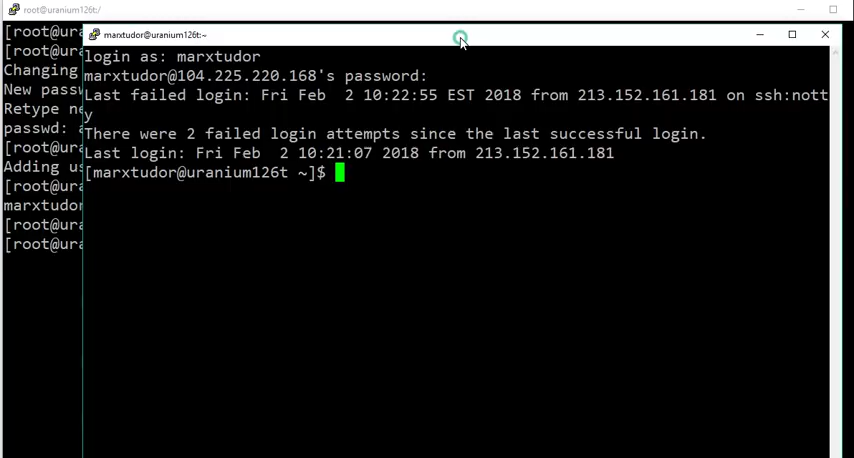 root@uranium126t:/
[root@ura
[root@ura
Changing
New passw
Retype ne
passwd: a
[root@ura
Adding us
[root@ura
marxtudor
[root@ura
[root@ura
marxtudor@uranium126t:~
login as: marxtudor
marxtudor@104.225.220.168's password:
Last failed login: Fri Feb  2 10:22:55 EST 2018 from 213.152.161.181 on ssh:nott
y
There were 2 failed login attempts since the last successful login.
Last login: Fri Feb  2 10:21:07 2018 from 213.152.161.181
[marxtudor@uranium126t ~]$